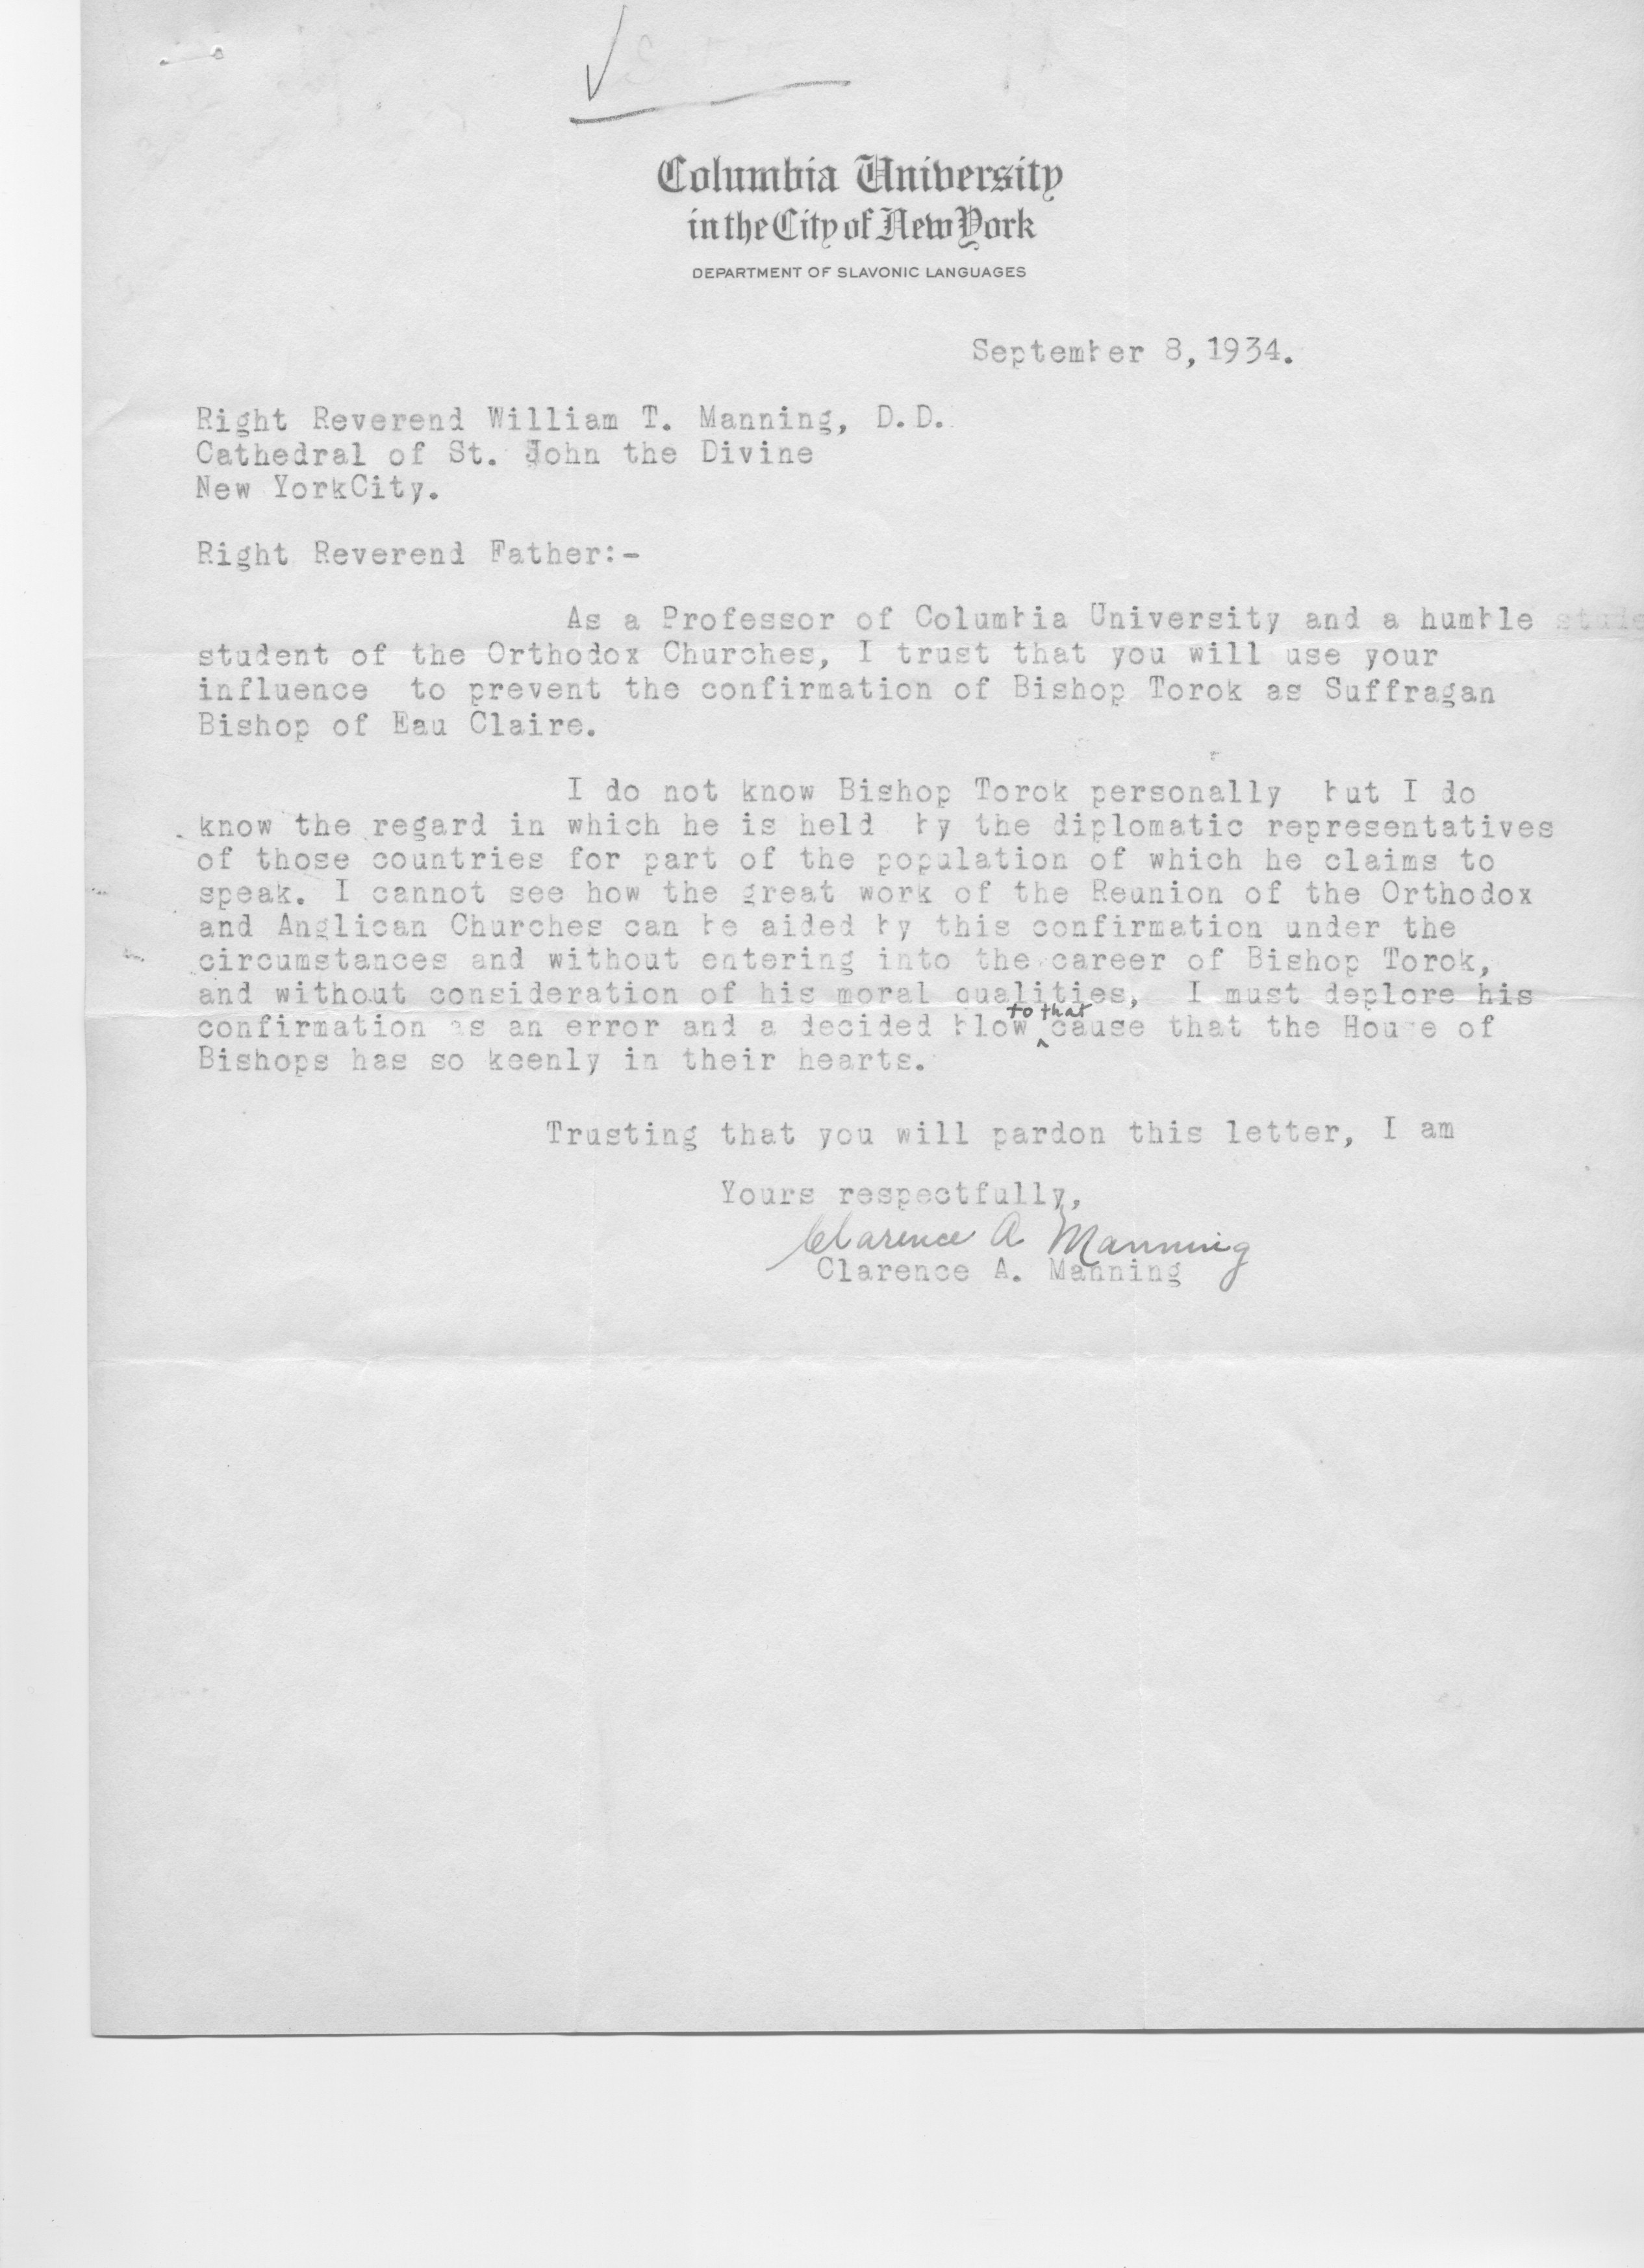 Columbia University
in the City of New York
DEPARTMENT OF SLAVONIC LANGUAGES
September 8, 1934.
Right Reverend William T. Manning, D.D.
Cathedral of St. John the Divine
New YorkCity.
Right Reverend Father:-
As a Professor of Columbia University and a humble stude
student of the Orthodox Churches, I trust that you will use your
influence to prevent the confirmation of Bishop Torok as Suffragan
Bishop of Eau Claire.
I do not know Bishop Torok personally but I do
know the regard in which he is held by the diplomatic representatives
of those countries for part of the population of which he claims to
speak. I cannot see how the great work of the Reunion of the Orthodox
and Anglican Churches can be aided by this confirmation under the
circumstances and without entering into the career of Bishop Torok,
and without consideration of his moral qualities, I must deplore his
confirmation as an error and a decided blow to that cause that the House of
Bishops has so keenly in their hearts.
Trusting that you will pardon this letter, I am
Yours respectfully,
Clarence A Manning
Clarence A. Manning